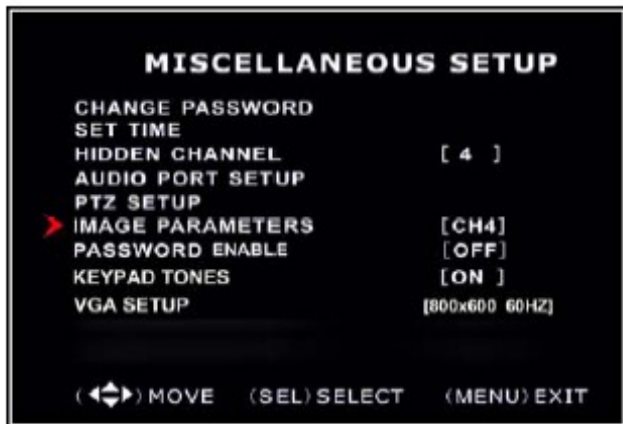 MISCELLANEOUS SETUP
CHANGE PASSWORD
SET TIME
HIDDEN CHANNEL [ 4 ]
AUDIO PORT SETUP
PTZ SETUP
IMAGE PARAMETERS [CH4]
PASSWORD ENABLE [OFF]
KEYPAD TONES [ON ]
VGA SETUP [800x600 60HZ]
( ) MOVE (SEL) SELECT (MENU) EXIT